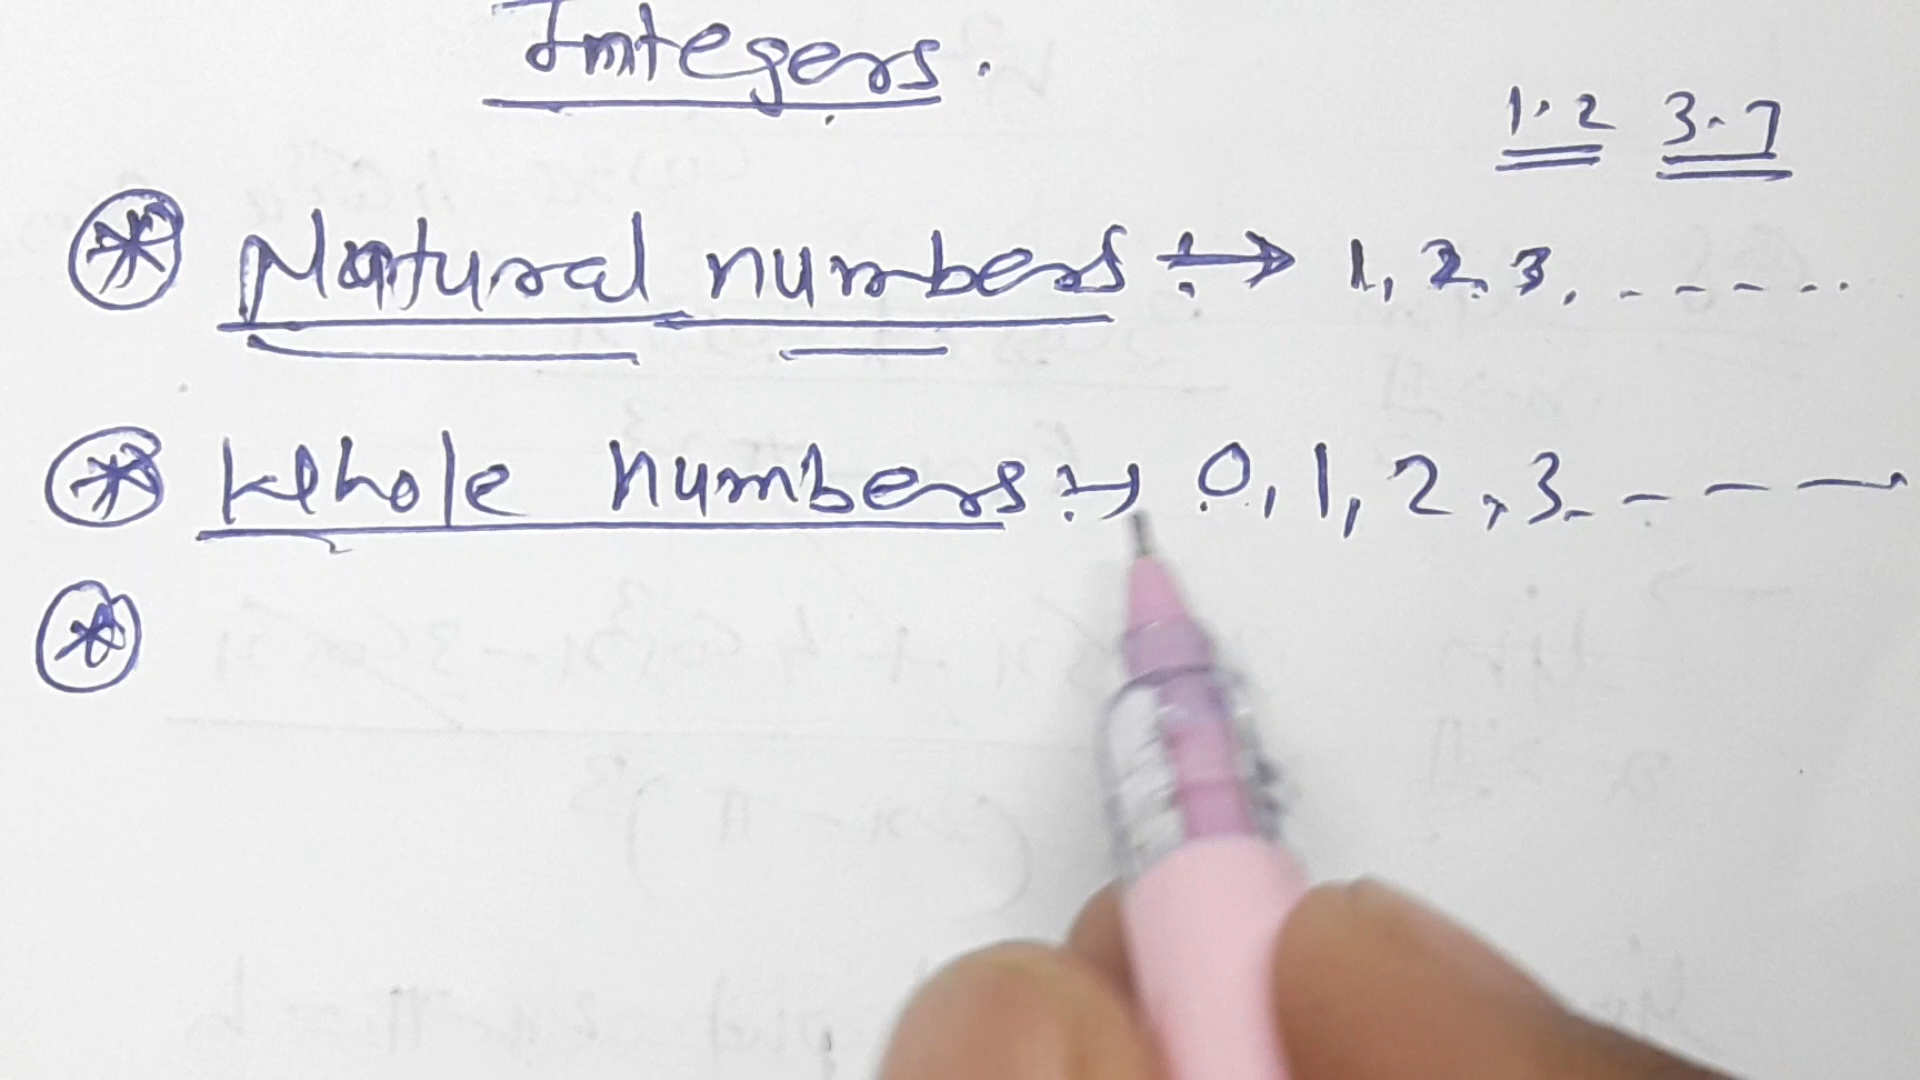 Integers.
1.2 3.7
Natural numbers :→ 1, 2, 3, - - - - - ..
Whole numbers :→ 0, 1, 2, 3. - - -